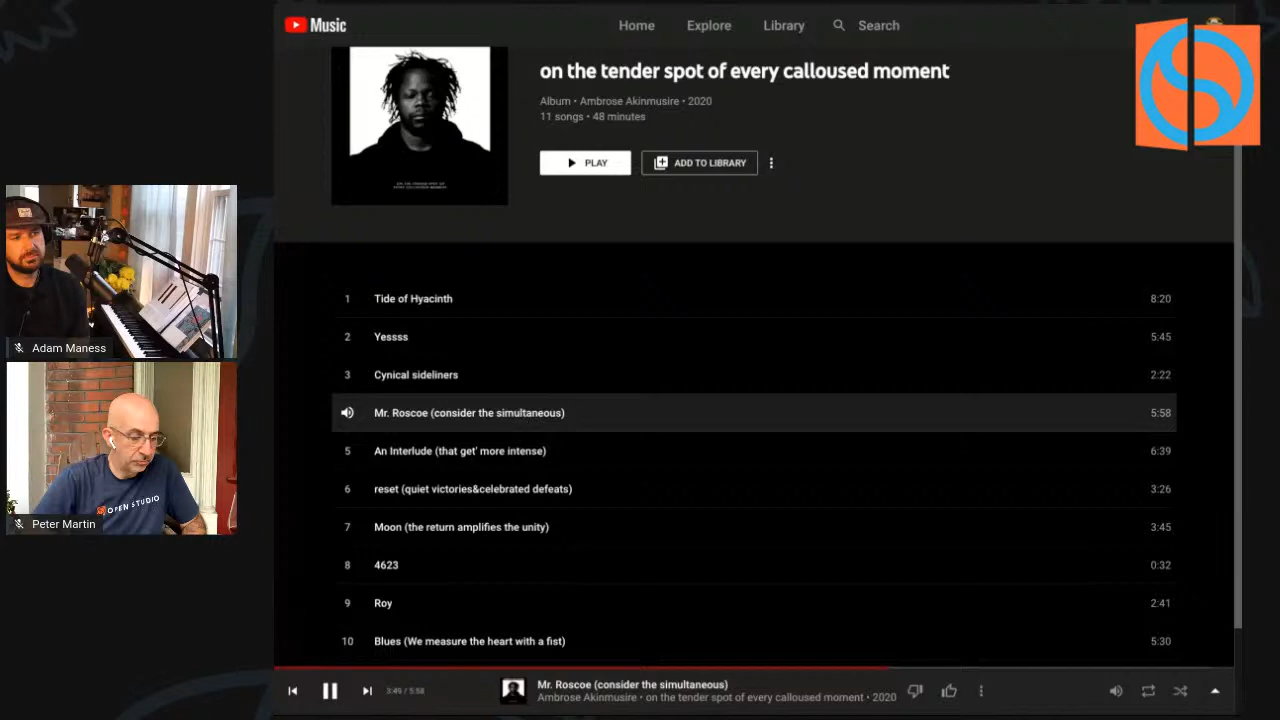 Music
Home
Explore
Library
Search
on the tender spot of every calloused moment
Album • Ambrose Akinmusire • 2020
11 songs • 48 minutes
PLAY
ADD TO LIBRARY
1 Tide of Hyacinth 8:20
2 Yessss 5:45
3 Cynical sideliners 2:22
Mr. Roscoe (consider the simultaneous) 5:58
5 An Interlude (that get' more intense) 6:39
6 reset (quiet victories&celebrated defeats) 3:26
7 Moon (the return amplifies the unity) 3:45
8 4623 0:32
9 Roy 2:41
10 Blues (We measure the heart with a fist) 5:30
Adam Maness
OPEN STUDIO
Peter Martin
3:49 / 5:58
Mr. Roscoe (consider the simultaneous)
Ambrose Akinmusire • on the tender spot of every calloused moment • 2020